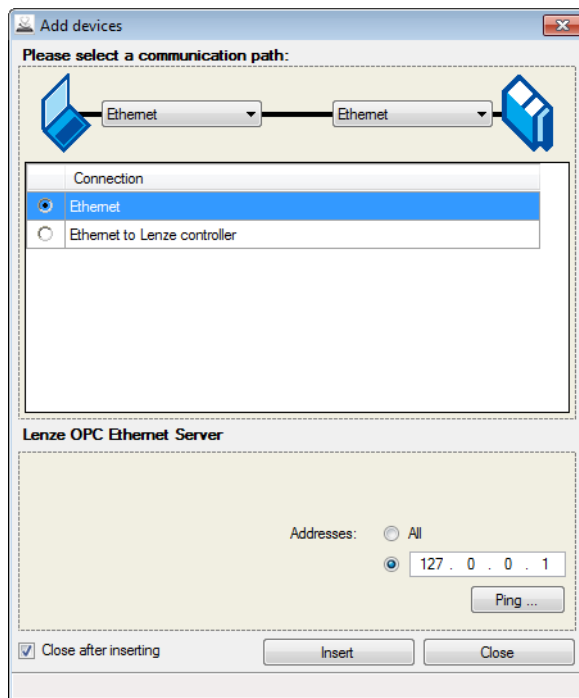 Add devices
Please select a communication path:
Ethernet Ethernet
Connection
Ethernet
Ethernet to Lenze controller
Lenze OPC Ethernet Server
Addresses: All
127 . 0 . 0 . 1
Ping ...
Close after inserting Insert Close